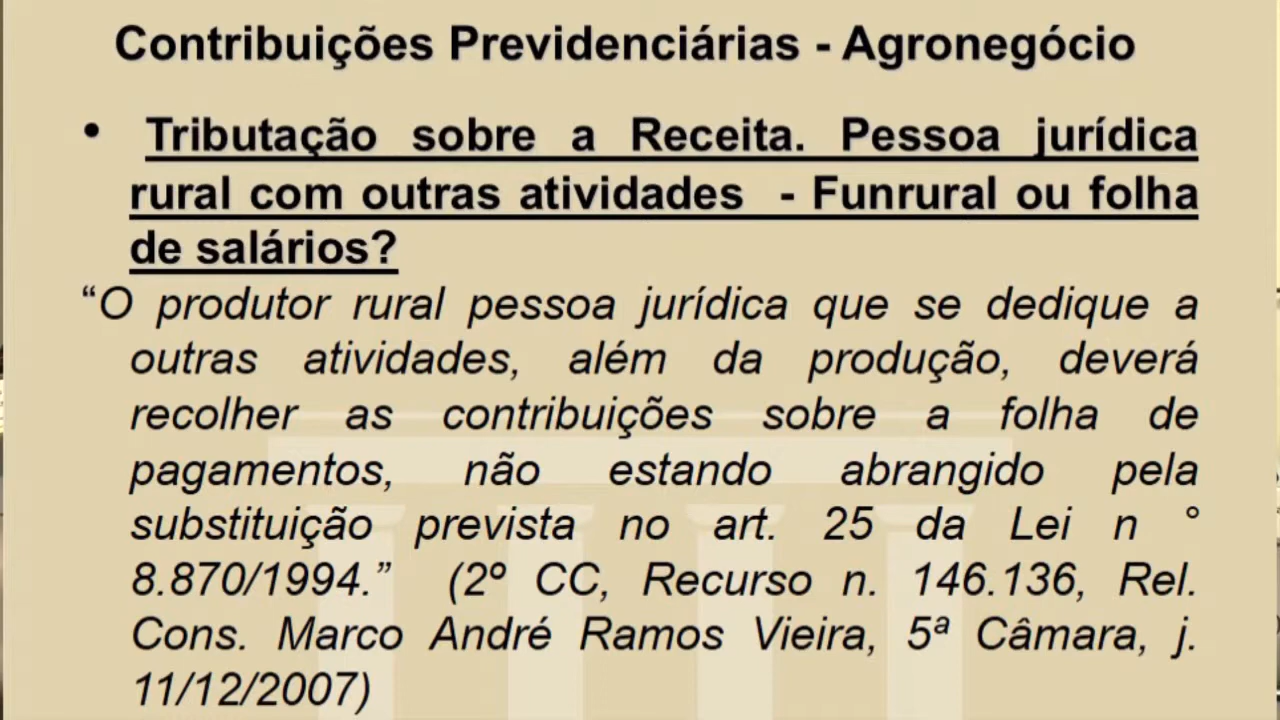 Contribuições Previdenciárias - Agronegócio
• Tributação sobre a Receita. Pessoa jurídica
rural com outras atividades - Funrural ou folha
de salários?
“O produtor rural pessoa jurídica que se dedique a
outras atividades, além da produção, deverá
recolher as contribuições sobre a folha de
pagamentos, não estando abrangido pela
substituição prevista no art. 25 da Lei n °
8.870/1994.” (2º CC, Recurso n. 146.136, Rel.
Cons. Marco André Ramos Vieira, 5ª Câmara, j.
11/12/2007)